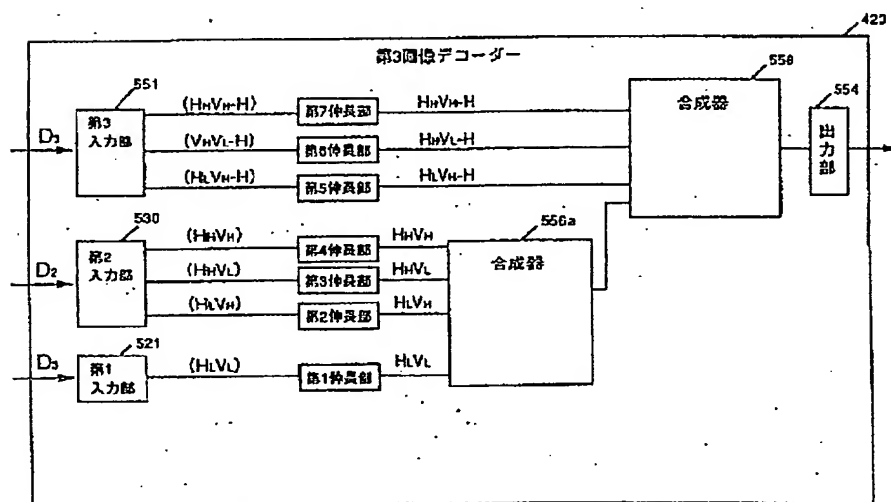 423
第3画像デコーダー
551
第3
入力部
D3
(HHVH-H)
第7伸長部
HHVH-H
(VHVL-H)
第6伸長部
HHVL-H
(HLVH-H)
第5伸長部
HLVH-H
558
合成器
554
出力部
530
第2
入力部
D2
(HHVH)
第4伸長部
HHVH
(HHVL)
第3伸長部
HHVL
(HLVH)
第2伸長部
HLVH
556a
合成器
521
第1
入力部
D3
(HLVL)
第1伸長部
HLVL